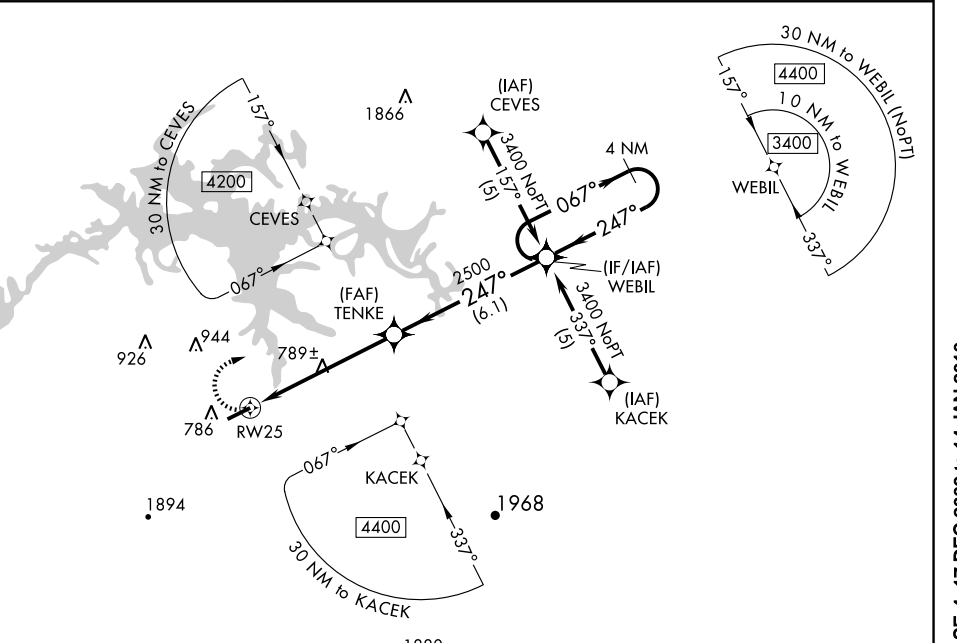 30 NM to CEVES
157°
4200
CEVES
067°
1866
(IAF)
CEVES
3400 NoPT
157°
(5)
4 NM
067°
247°
(IF/IAF)
WEBIL
2500
247°
(6.1)
(FAF)
TENKE
3400 NoPT
337°
(5)
(IAF)
KACEK
30 NM to WEBIL (NoPT)
4400
157°
10 NM to WEBIL
3400
WEBIL
337°
926
944
789±
786
RW25
067°
KACEK
4400
337°
30 NM to KACEK
1894
1968